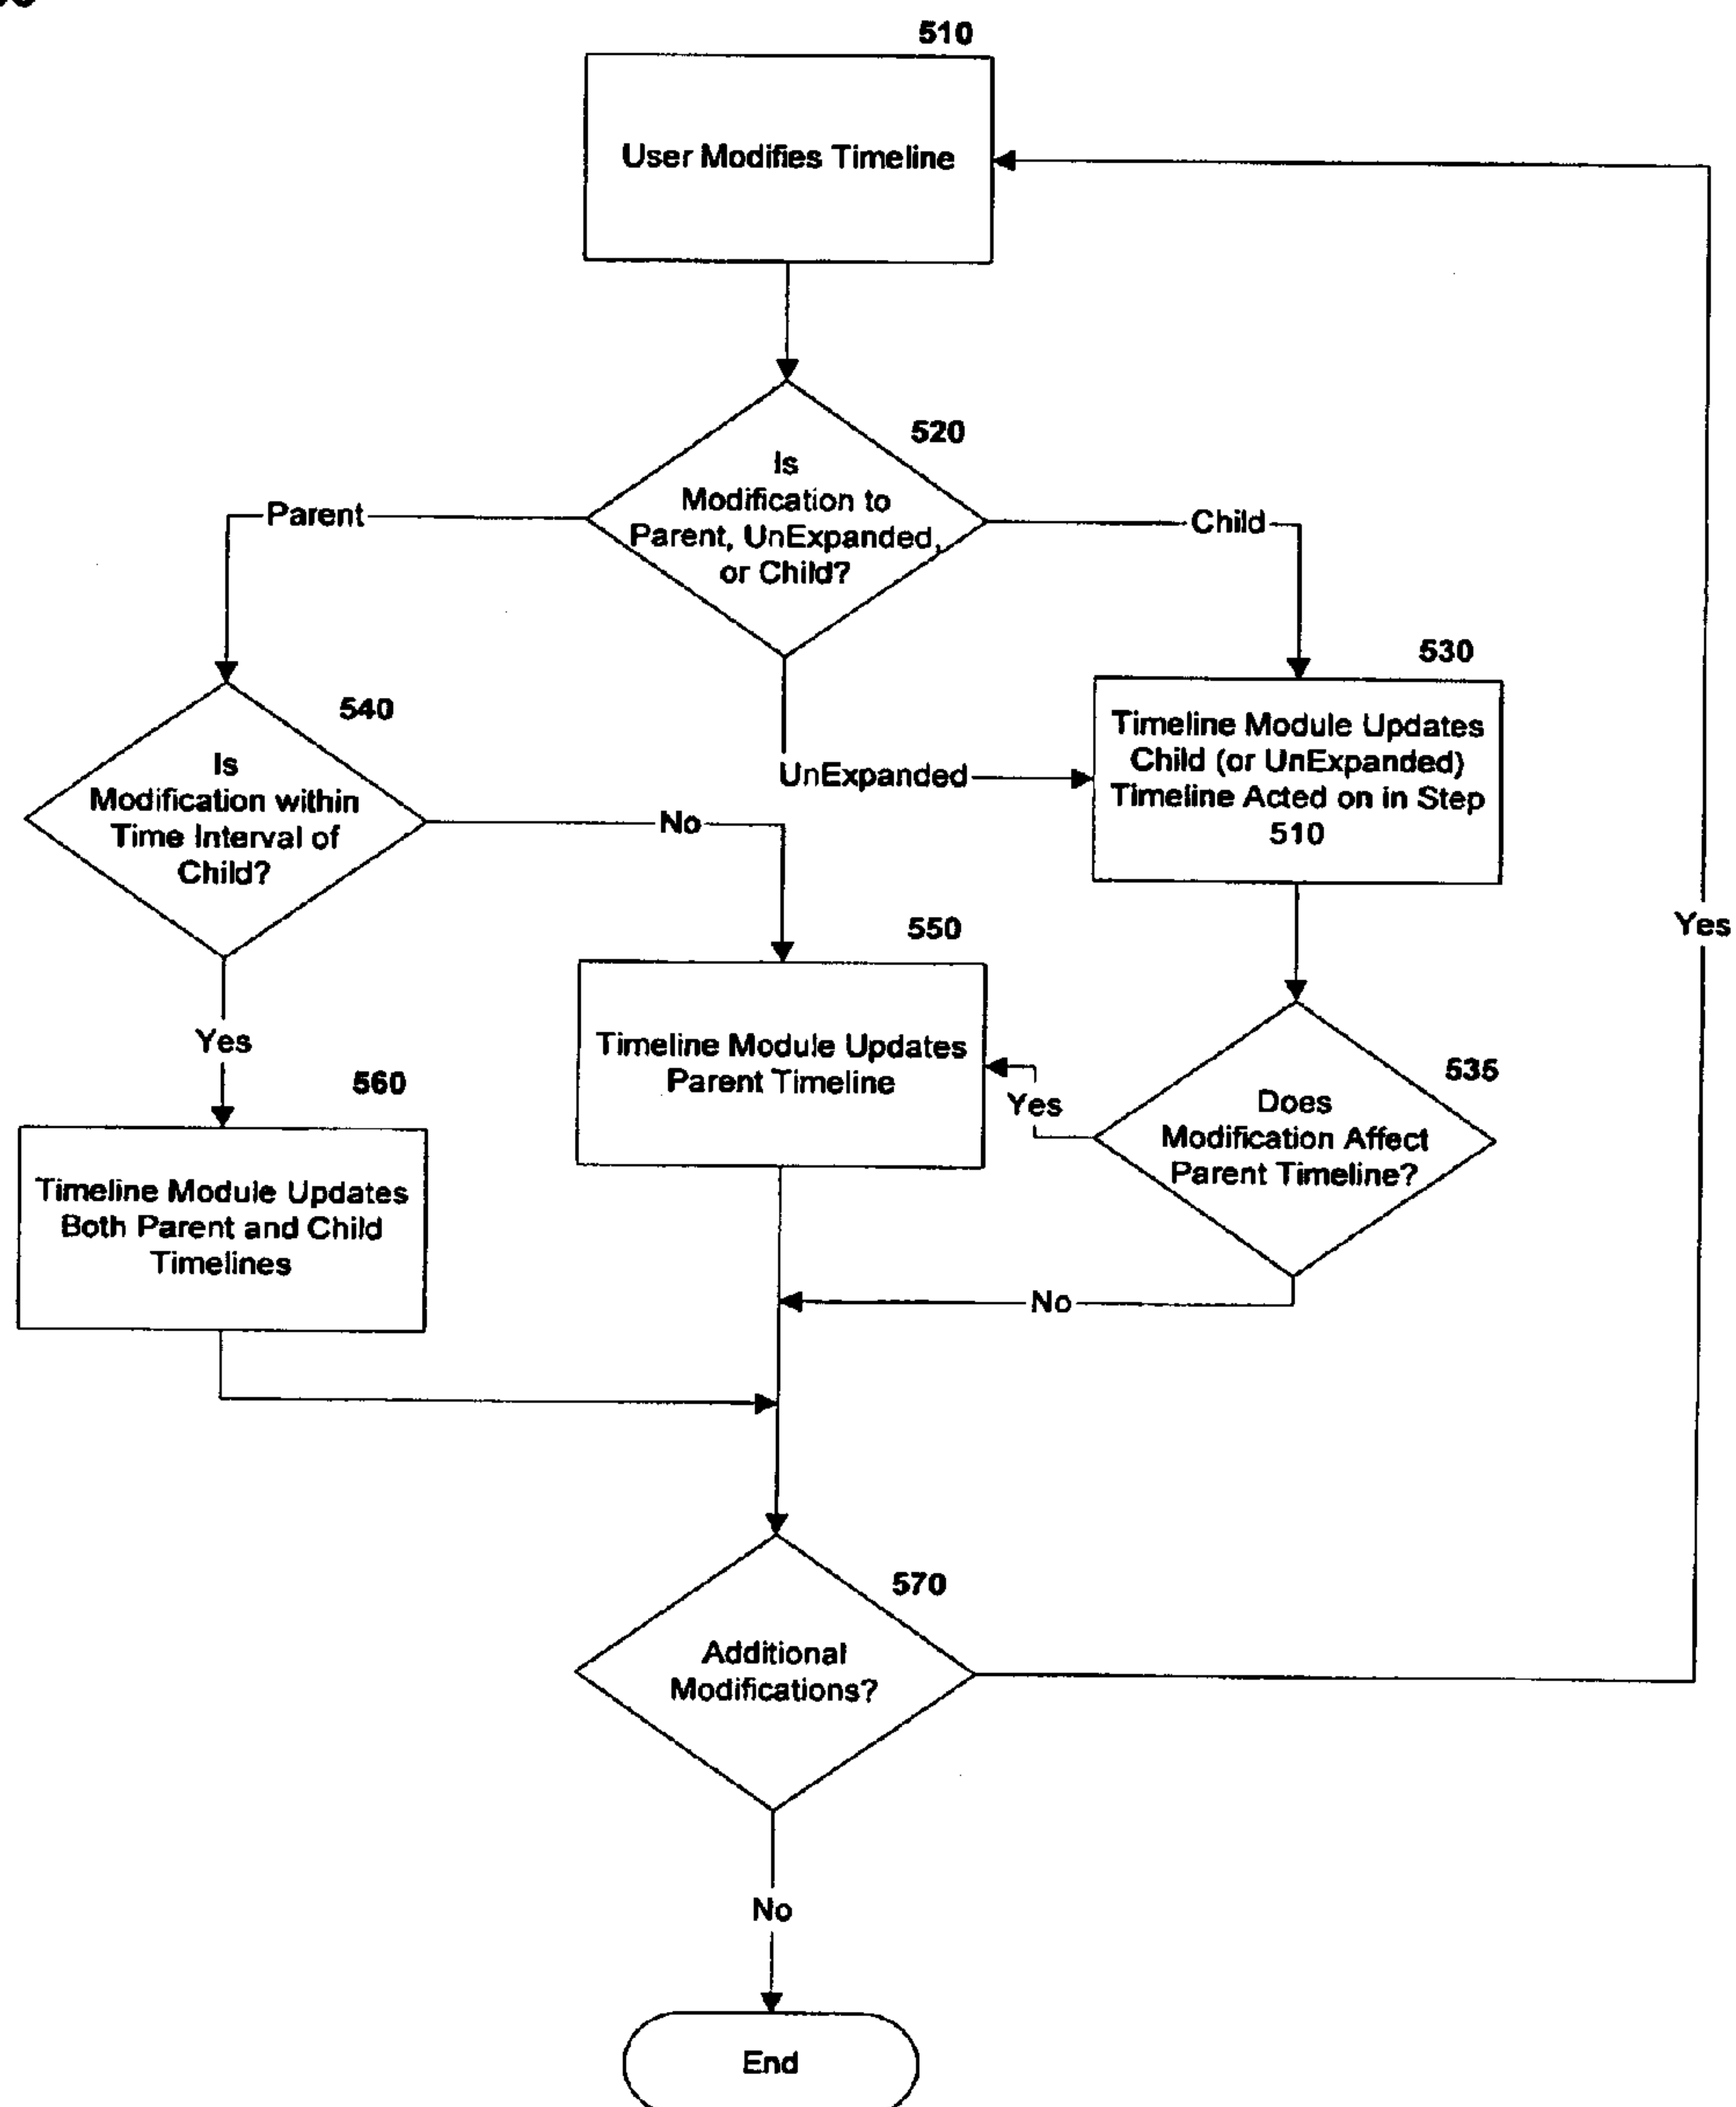 510
User Modifies Timeline
520
Is
Modification to
Parent, UnExpanded,
or Child?
Parent
Child
530
Timeline Module Updates
Child (or UnExpanded)
Timeline Acted on in Step
510
540
Is
Modification within
Time Interval of
Child?
UnExpanded
No
550
Timeline Module Updates
Parent Timeline
Yes
535
Does
Modification Affect
Parent Timeline?
Yes
Yes
560
Timeline Module Updates
Both Parent and Child
Timelines
No
570
Additional
Modifications?
No
End